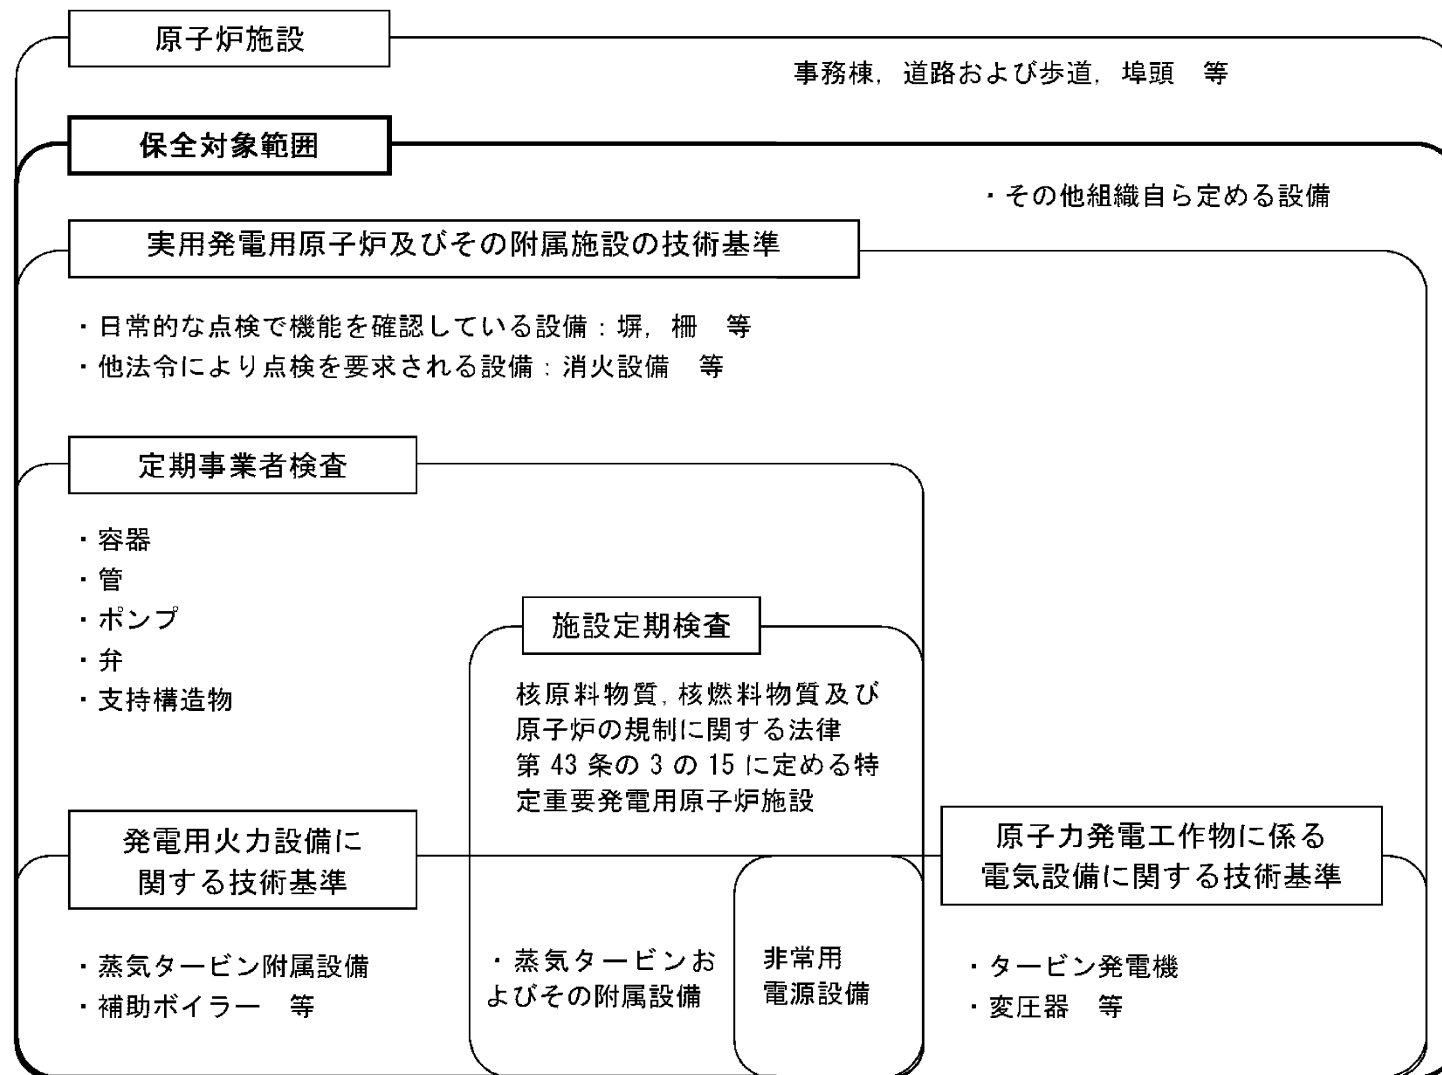 原子炉施設
事務棟，道路および歩道，埠頭　等
保全対象範囲
・その他組織自ら定める設備
実用発電用原子炉及びその附属施設の技術基準
・日常的な点検で機能を確認している設備：塀，柵　等
・他法令により点検を要求される設備：消火設備　等
定期事業者検査
・容器
・管
・ポンプ
・弁
・支持構造物
施設定期検査
核原料物質，核燃料物質及び
原子炉の規制に関する法律
第 43 条の 3 の 15 に定める特
定重要発電用原子炉施設
発電用火力設備に
関する技術基準
原子力発電工作物に係る
電気設備に関する技術基準
・蒸気タービン附属設備
・補助ボイラー　等
・蒸気タービンお
よびその附属設備
非常用
電源設備
・タービン発電機
・変圧器　等